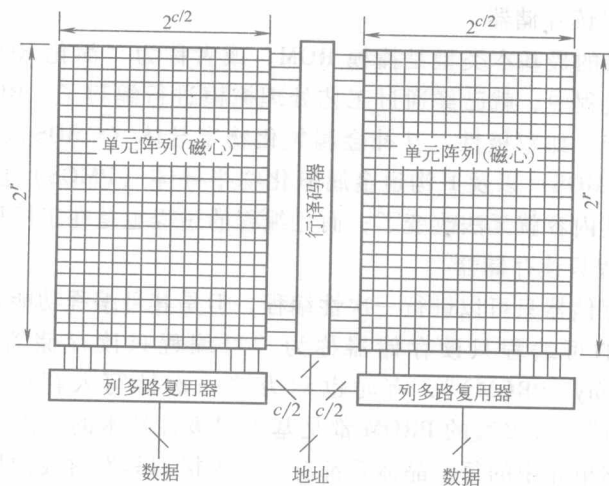 2^{c/2}
2^{c/2}
单元阵列(磁心)
行译码器
单元阵列(磁心)
2^r
2^r
列多路复用器
c/2
c/2
列多路复用器
数据
地址
数据